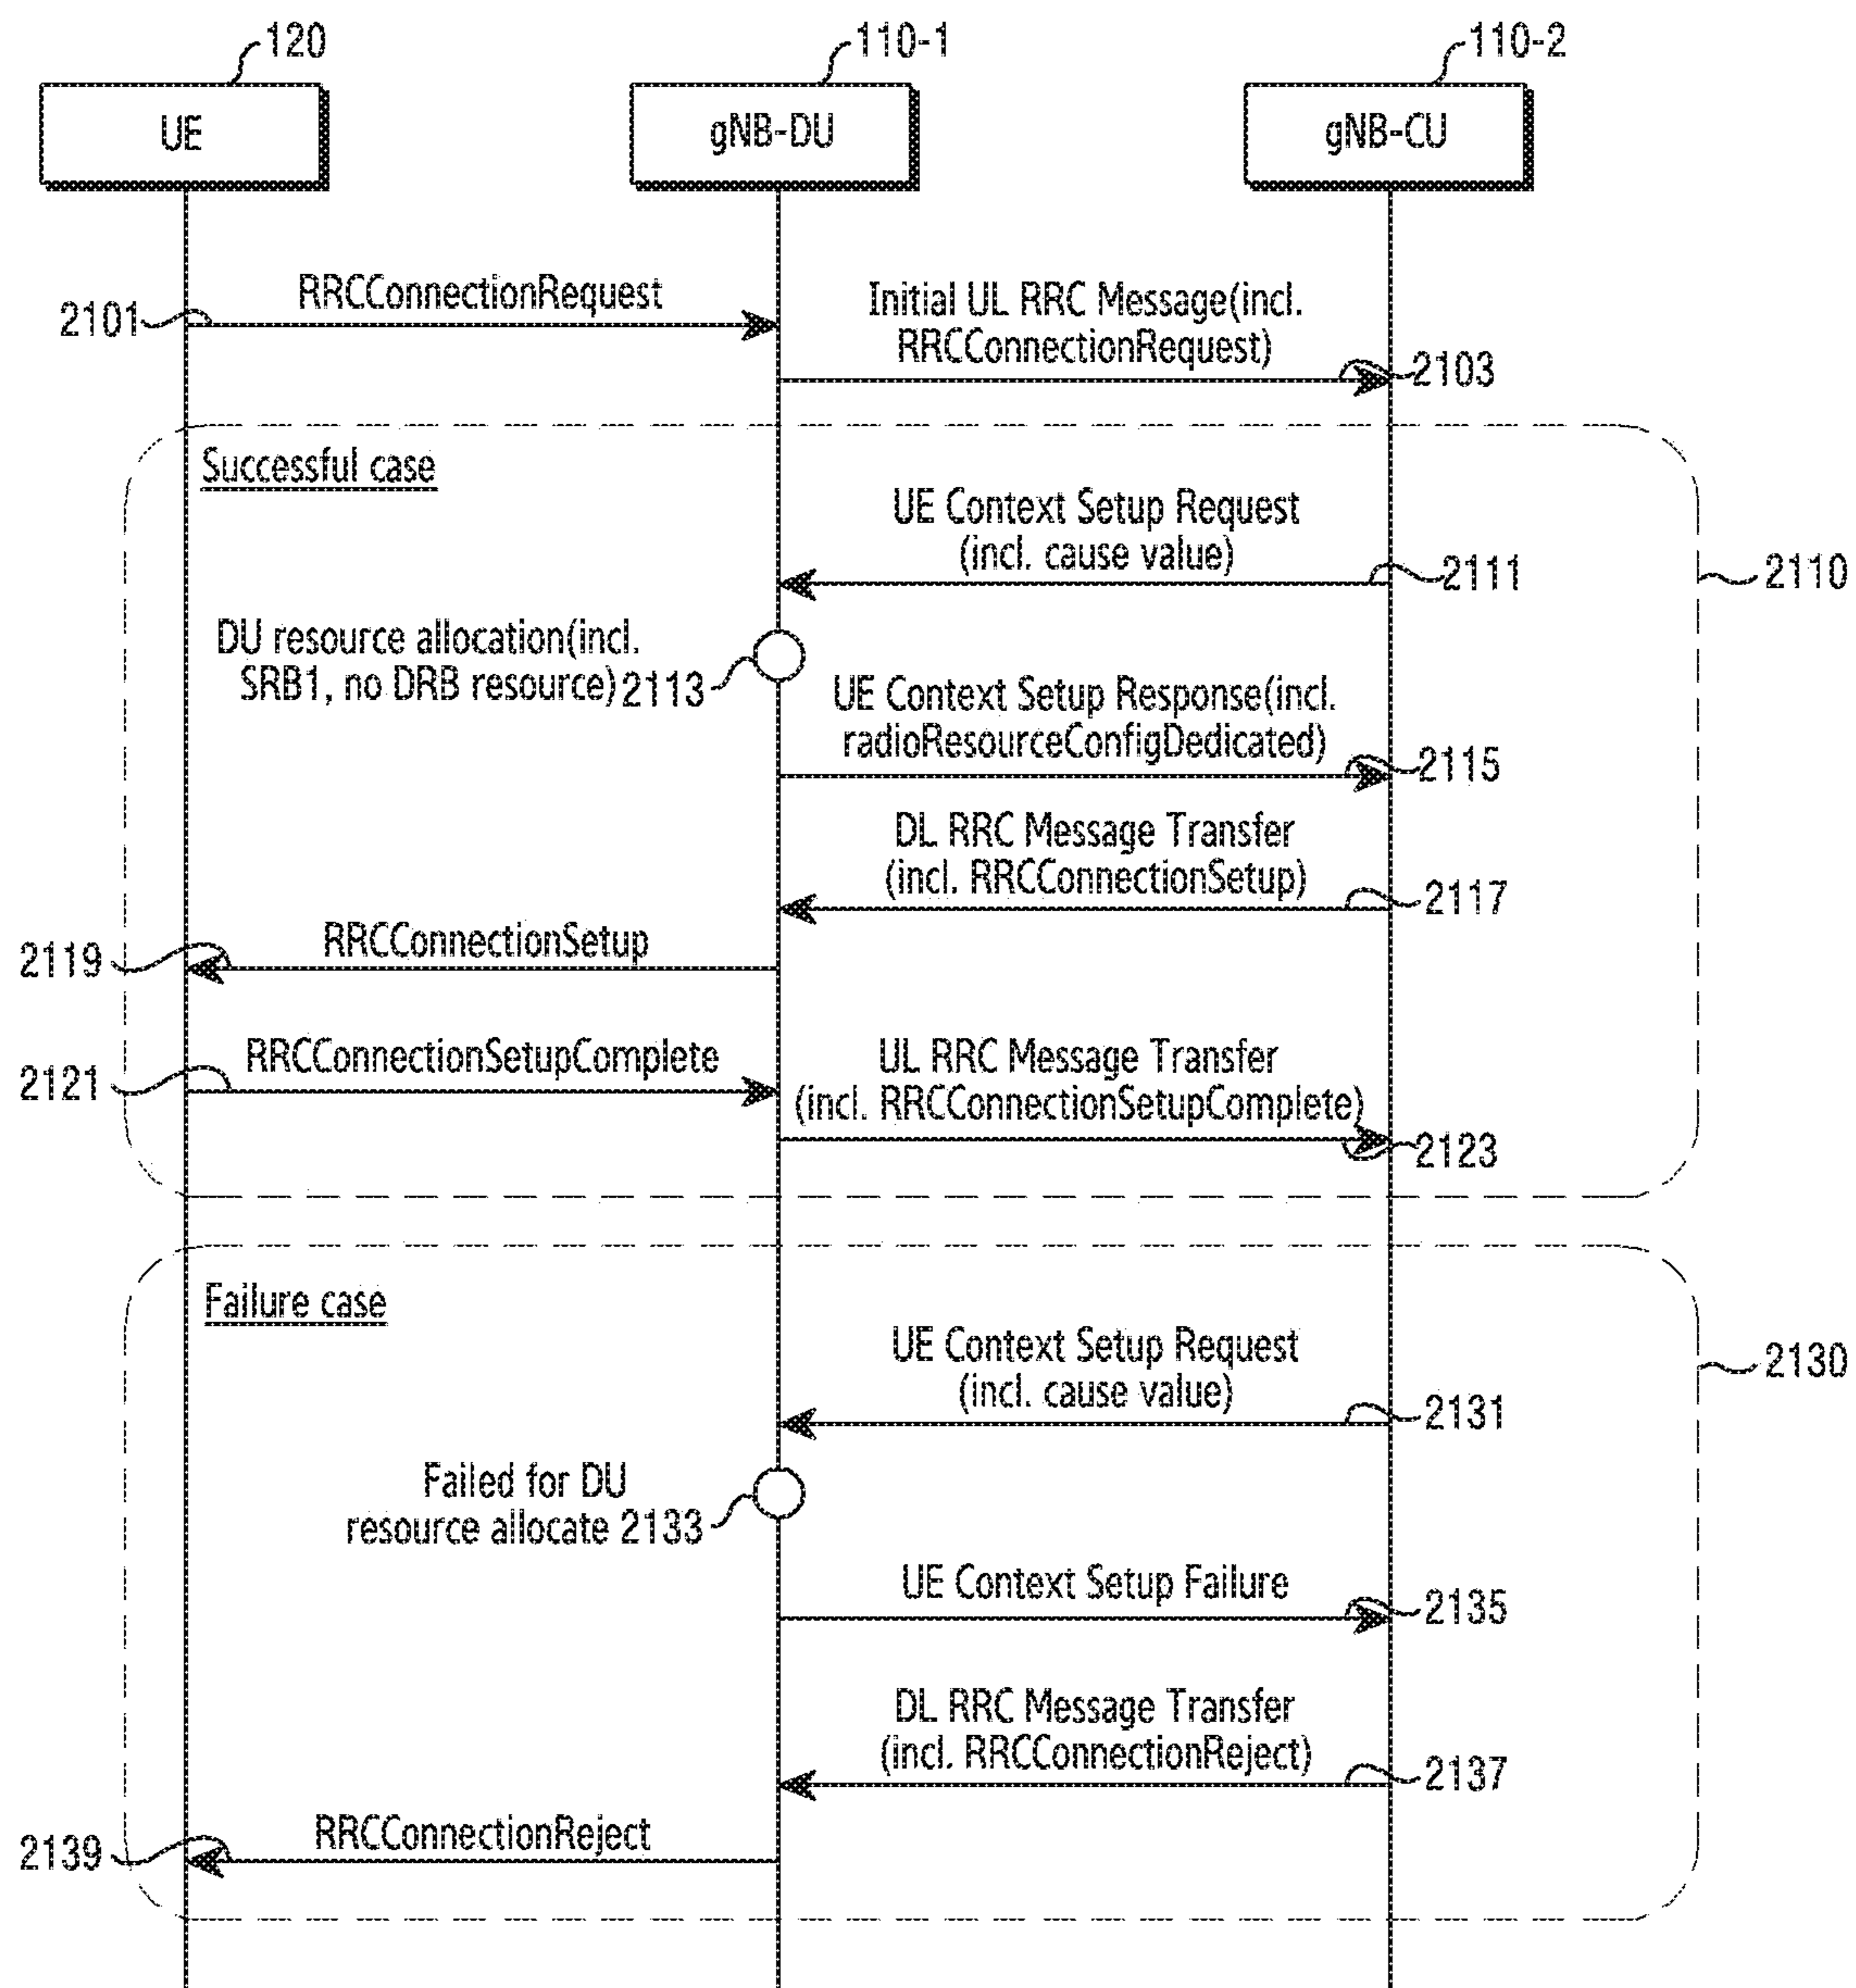 120
110-1
110-2
UE
gNB-DU
gNB-CU
RRCConnectionRequest
2101
Initial UL RRC Message(incl.
RRCConnectionRequest)
2103
Successful case
UE Context Setup Request
(incl. cause value)
2111
2110
DU resource allocation(incl.
SRB1, no DRB resource) 2113
UE Context Setup Response(incl.
radioResourceConfigDedicated)
2115
DL RRC Message Transfer
(incl. RRCConnectionSetup)
2117
RRCConnectionSetup
2119
RRCConnectionSetupComplete
2121
UL RRC Message Transfer
(incl. RRCConnectionSetupComplete)
2123
Failure case
UE Context Setup Request
(incl. cause value)
2131
2130
Failed for DU
resource allocate 2133
UE Context Setup Failure
2135
DL RRC Message Transfer
(incl. RRCConnectionReject)
2137
RRCConnectionReject
2139